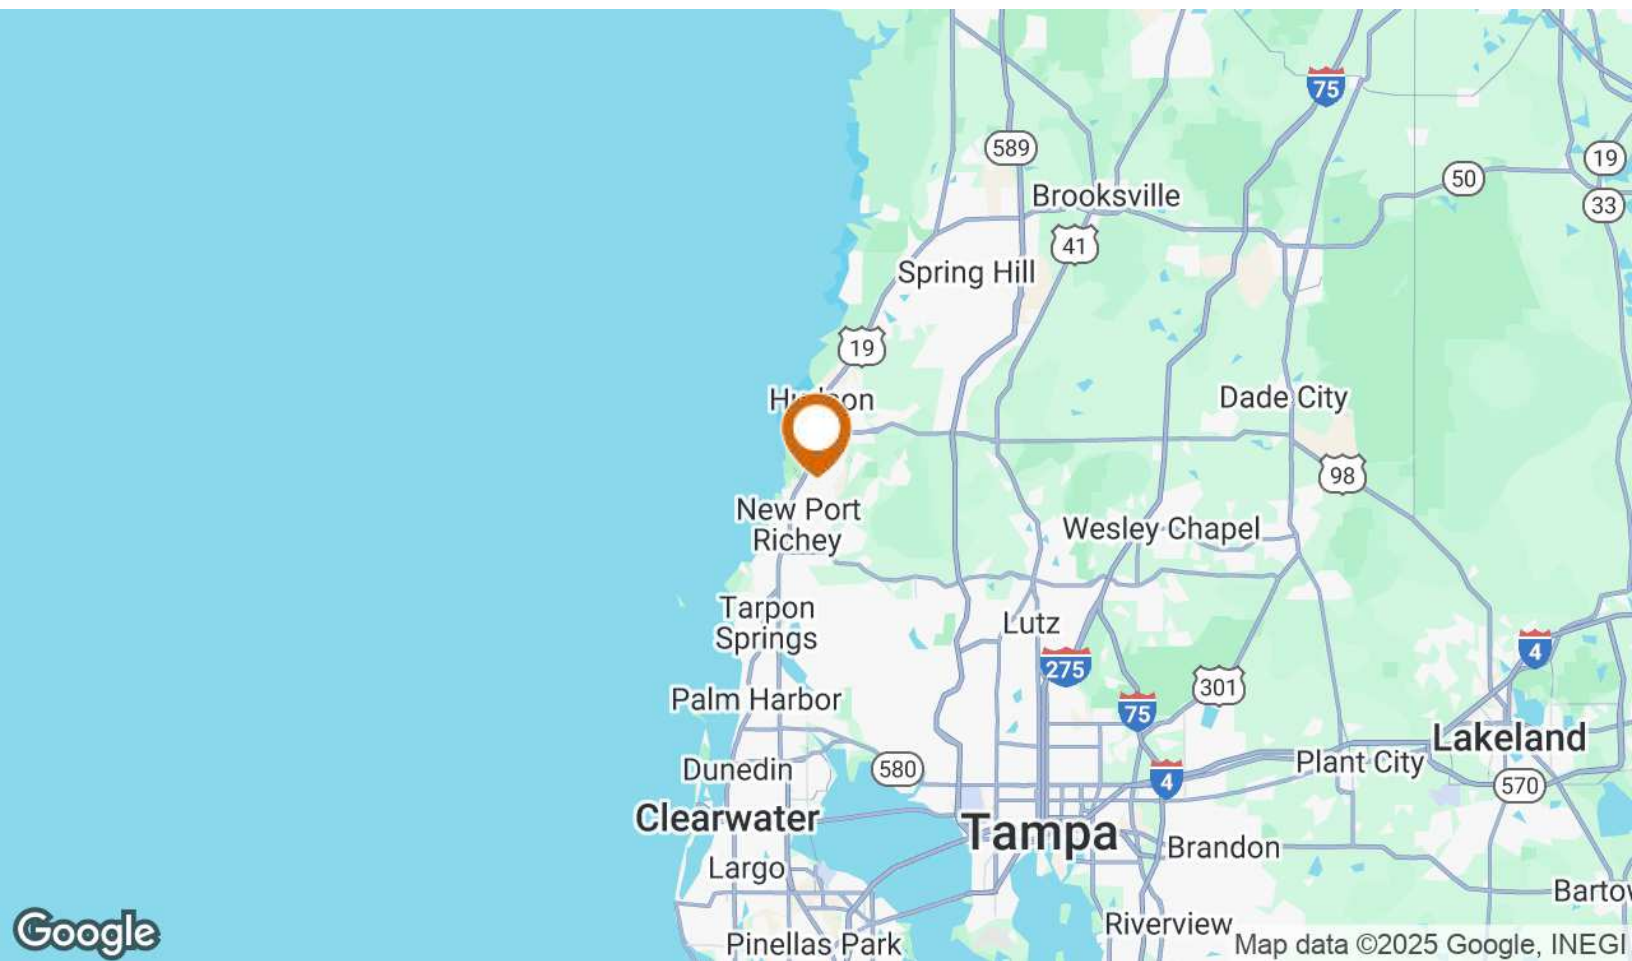 75
589
19
50
Brooksville
33
41
Spring Hill
19
Hudson
Dade City
98
New Port
Richey
Wesley Chapel
Tarpon
Springs
Lutz
4
275
301
Palm Harbor
75
Lakeland
Dunedin
580
Plant City
4
570
Clearwater
Tampa
Brandon
Largo
Bartow
Riverview
Google
Pinellas Park
Map data ©2025 Google, INEGI